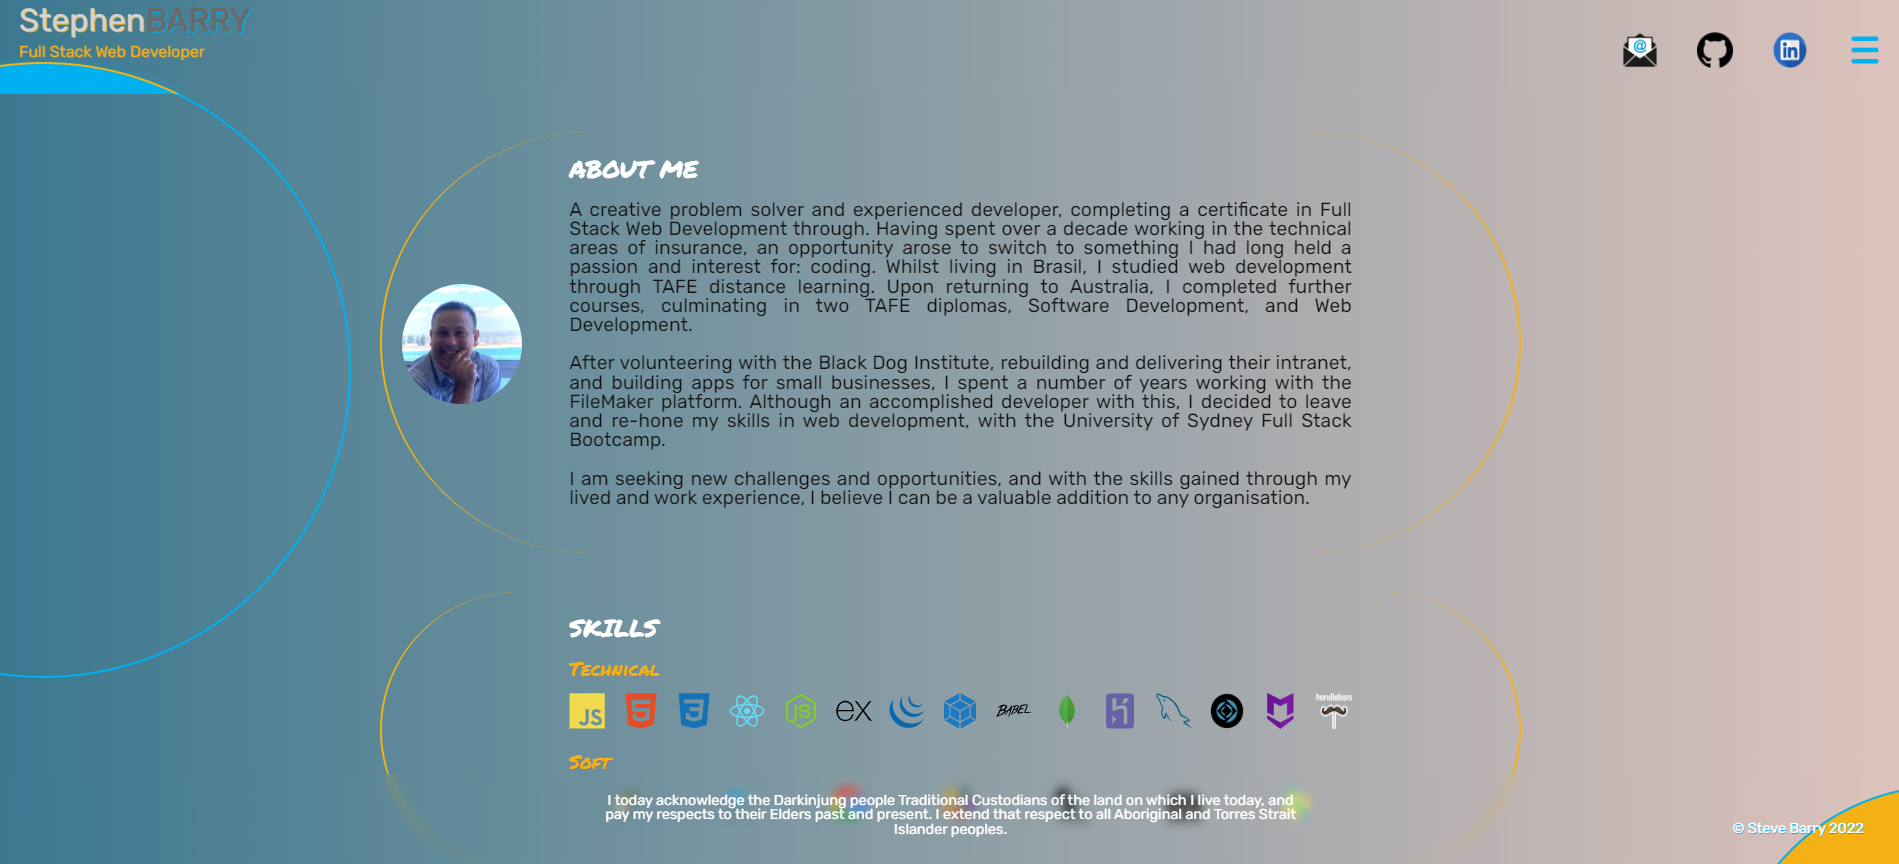 StephenBARRY
Full Stack Web Developer
@
in
ABOUT ME
A creative problem solver and experienced developer, completing a certificate in Full
Stack Web Development through. Having spent over a decade working in the technical
areas of insurance, an opportunity arose to switch to something I had long held a
passion and interest for: coding. Whilst living in Brasil, I studied web development
through TAFE distance learning. Upon returning to Australia, I completed further
courses, culminating in two TAFE diplomas, Software Development, and Web
Development.
After volunteering with the Black Dog Institute, rebuilding and delivering their intranet,
and building apps for small businesses, I spent a number of years working with the
FileMaker platform. Although an accomplished developer with this, I decided to leave
and re-hone my skills in web development, with the University of Sydney Full Stack
Bootcamp.
I am seeking new challenges and opportunities, and with the skills gained through my
lived and work experience, I believe I can be a valuable addition to any organisation.
SKILLS
TECHNICAL
JS 5 3 JS ex BABEL handlebars
SOFT
I today acknowledge the Darkinjung people Traditional Custodians of the land on which I live today, and
pay my respects to their Elders past and present. I extend that respect to all Aboriginal and Torres Strait
Islander peoples.
© Steve Barry 2022